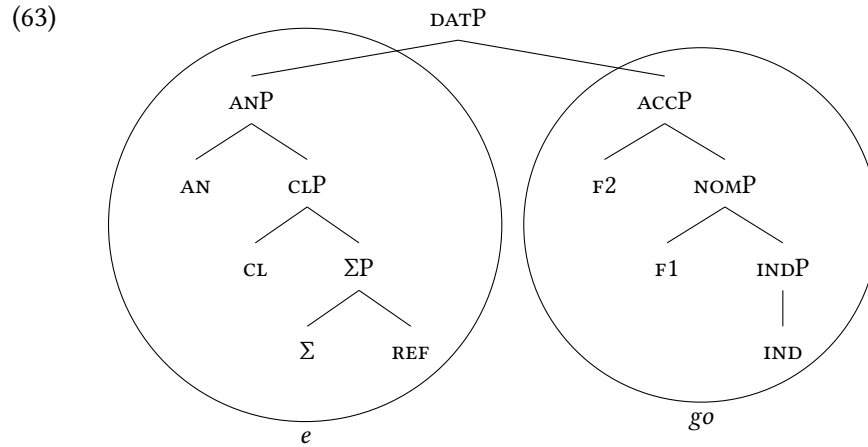 (63)
DATP
ANP ACCP
AN CLP F2 NOMP
CL ΣP F1 INDP
Σ REF IND
e go